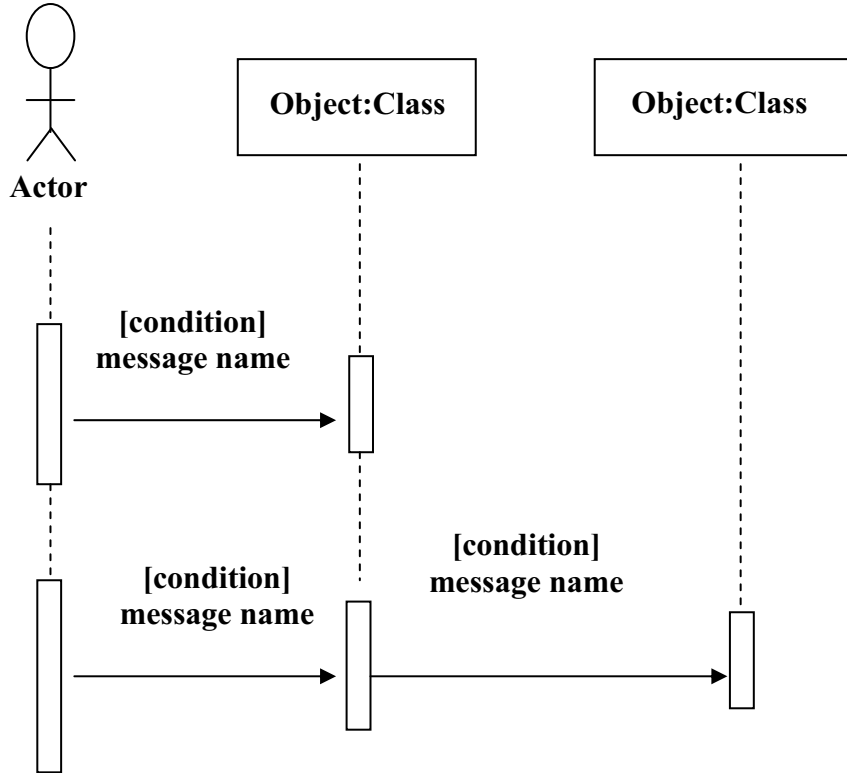 Object:Class
Object:Class
Actor
[condition]
message name
[condition]
message name
[condition]
message name